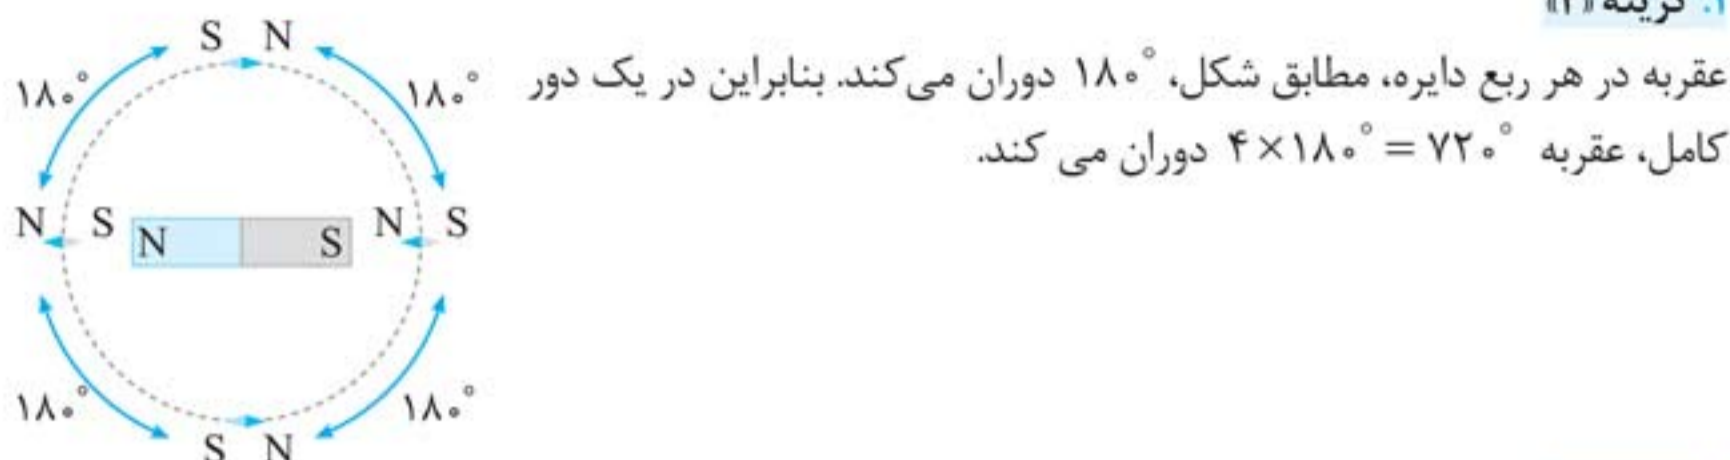 عقربه در هر ربع دایره، مطابق شکل، ۱۸۰° دوران می‌کند. بنابراین در یک دور
کامل، عقربه ۴×۱۸۰° = ۷۲۰° دوران می کند.
S N
۱۸۰° ۱۸۰°
N S N S N S
۱۸۰° ۱۸۰°
S N